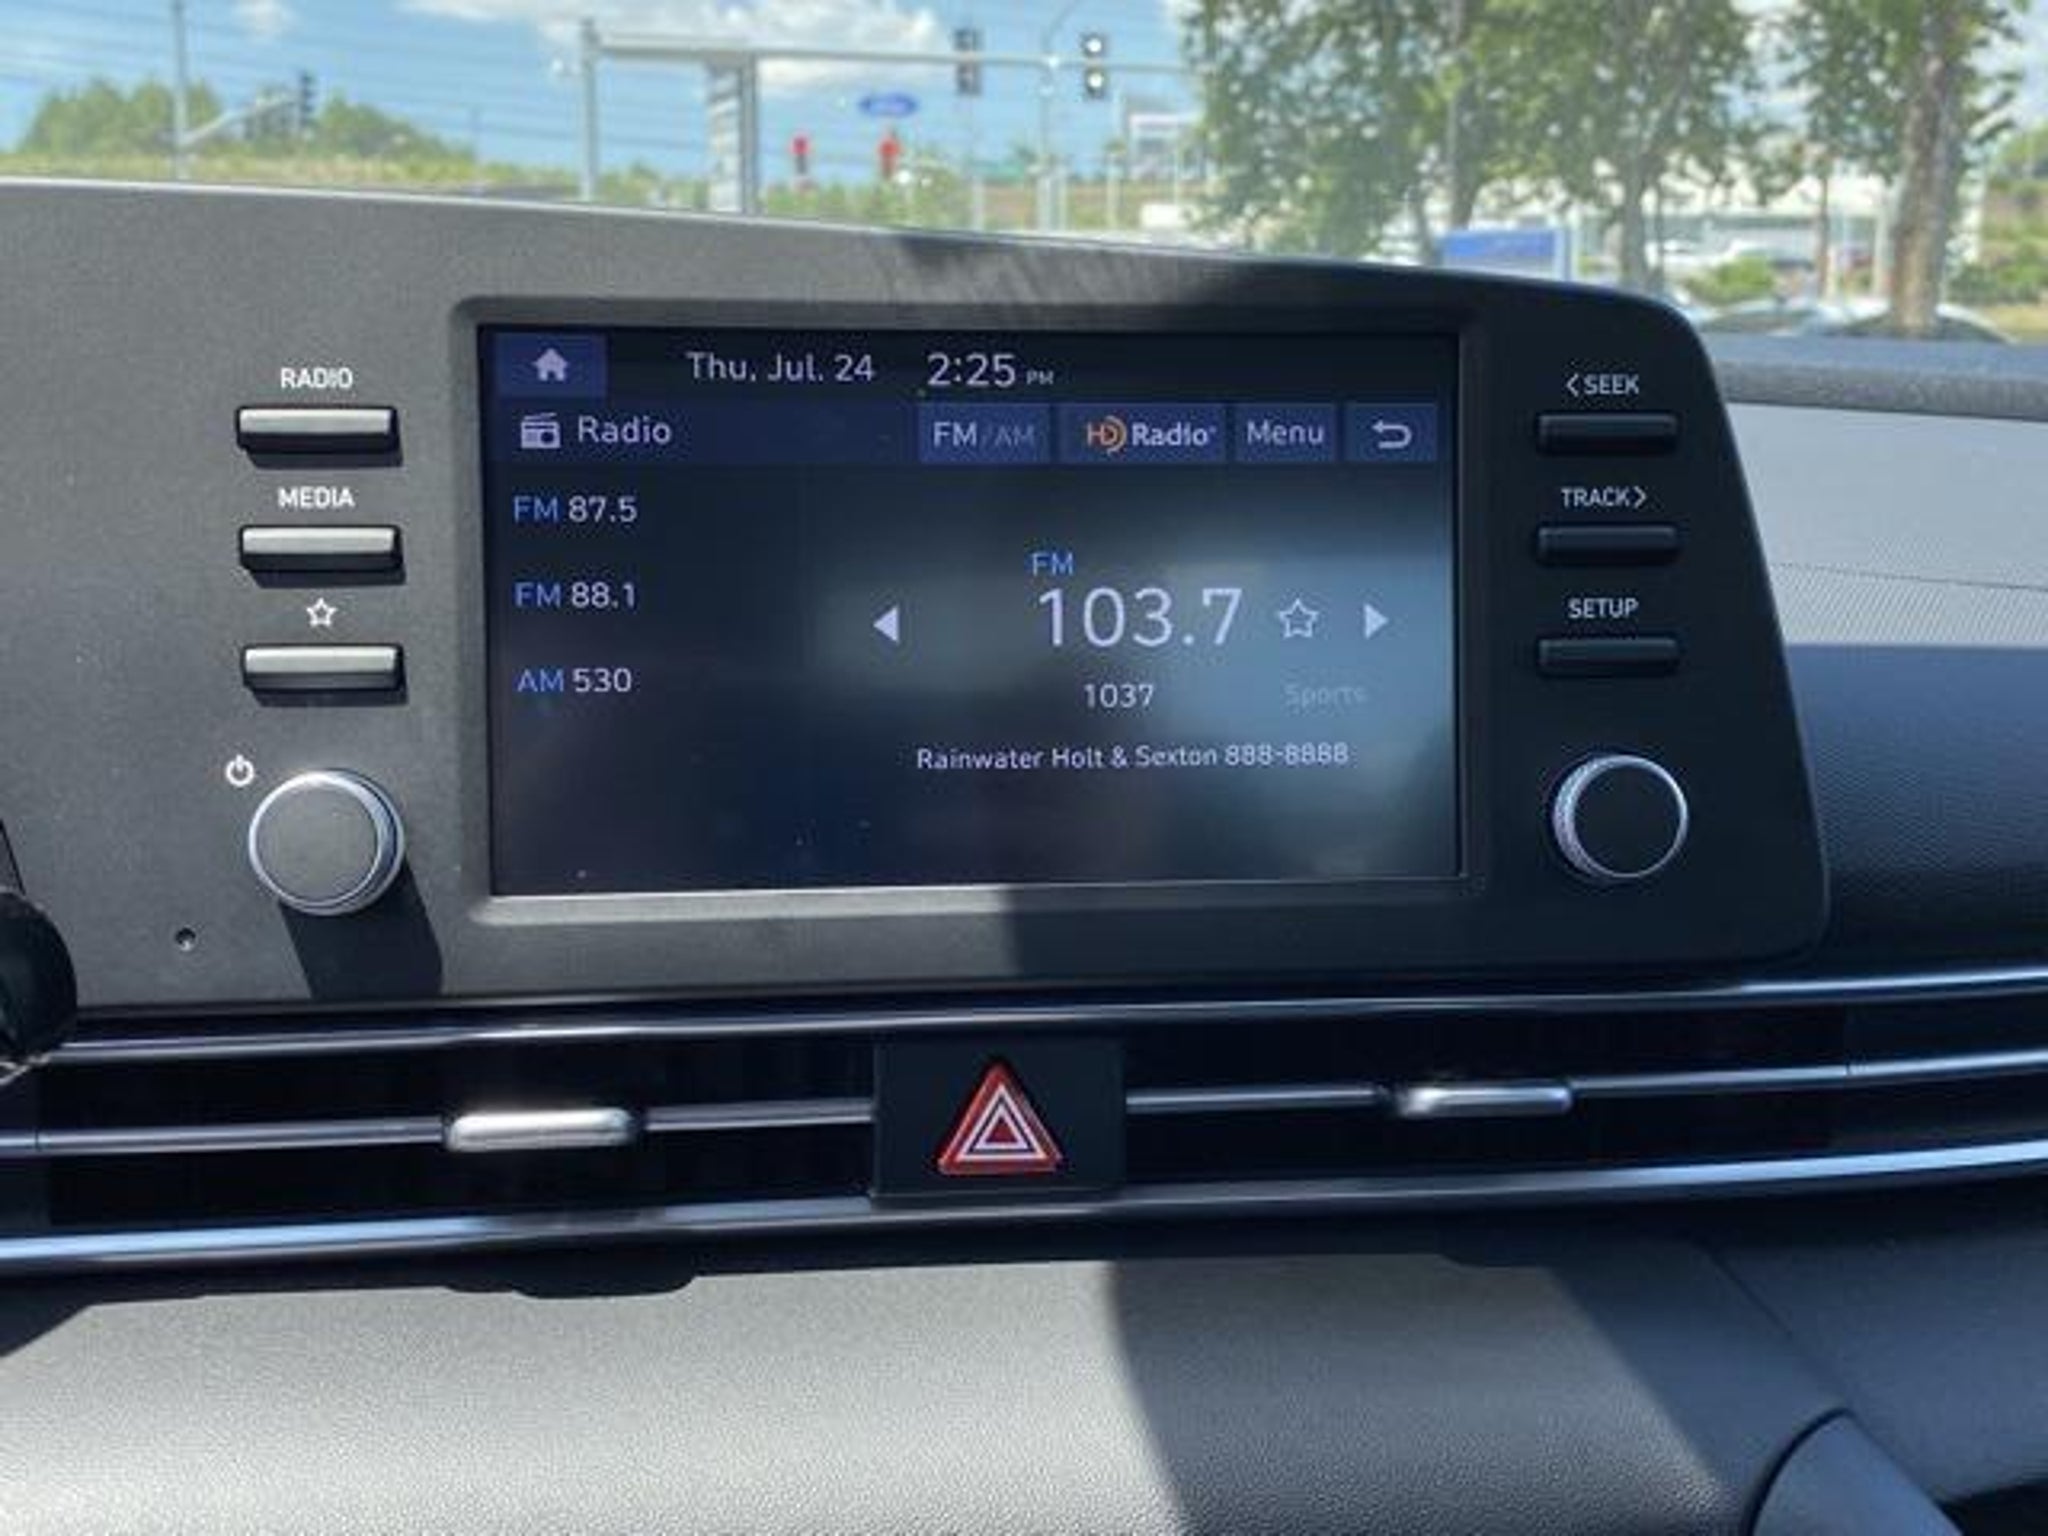 RADIO
MEDIA
Thu, Jul. 24 2:25 PM
Radio
FM/AM
HD Radio
Menu
FM 87.5
FM 88.1
AM 530
FM
103.7
1037
Sports
Rainwater Holt & Sexton 888-8888
< SEEK
TRACK >
SETUP
Ford